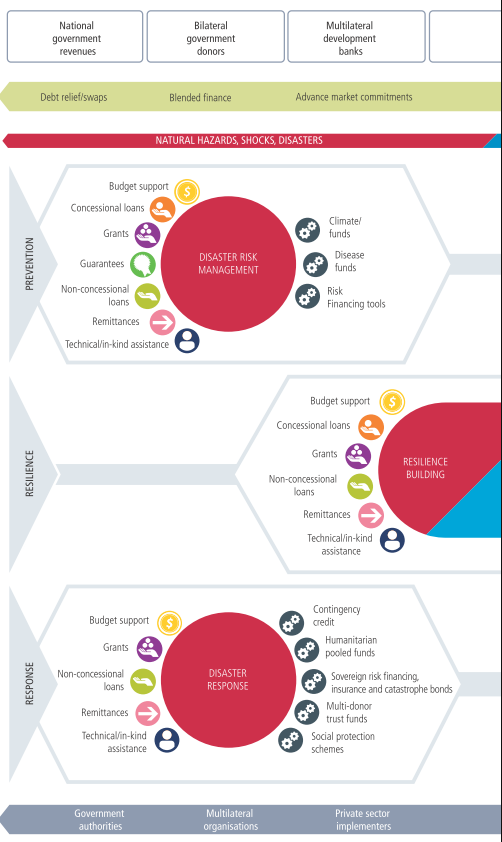 National
government
revenues
Bilateral
government
donors
Multilateral
development
banks
Debt relief/swaps
Blended finance
Advance market commitments
NATURAL HAZARDS, SHOCKS, DISASTERS
PREVENTION
Budget support
$
Concessional loans
Grants
Guarantees
Non-concessional
loans
Remittances
Technical/in-kind assistance
DISASTER RISK
MANAGEMENT
Climate/
funds
Disease
funds
Risk
Financing tools
RESILIENCE
Budget support
$
Concessional loans
Grants
Non-concessional
loans
Remittances
Technical/in-kind
assistance
RESILIENCE
BUILDING
RESPONSE
Budget support
$
Grants
Non-concessional
loans
Remittances
Technical/in-kind
assistance
DISASTER
RESPONSE
Contingency
credit
Humanitarian
pooled funds
Sovereign risk financing,
insurance and catastrophe bonds
Multi-donor
trust funds
Social protection
schemes
Government
authorities
Multilateral
organisations
Private sector
implementers